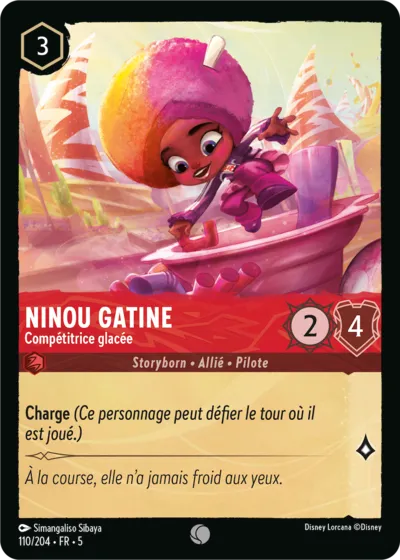 3
NINOU GATINE
Compétitrice glacée
2
4
Storyborn • Allié • Pilote
Charge (Ce personnage peut défier le tour où il
est joué.)
À la course, elle n'a jamais froid aux yeux.
Simangaliso Sibaya
110/204 • FR • 5
Disney Lorcana ©Disney